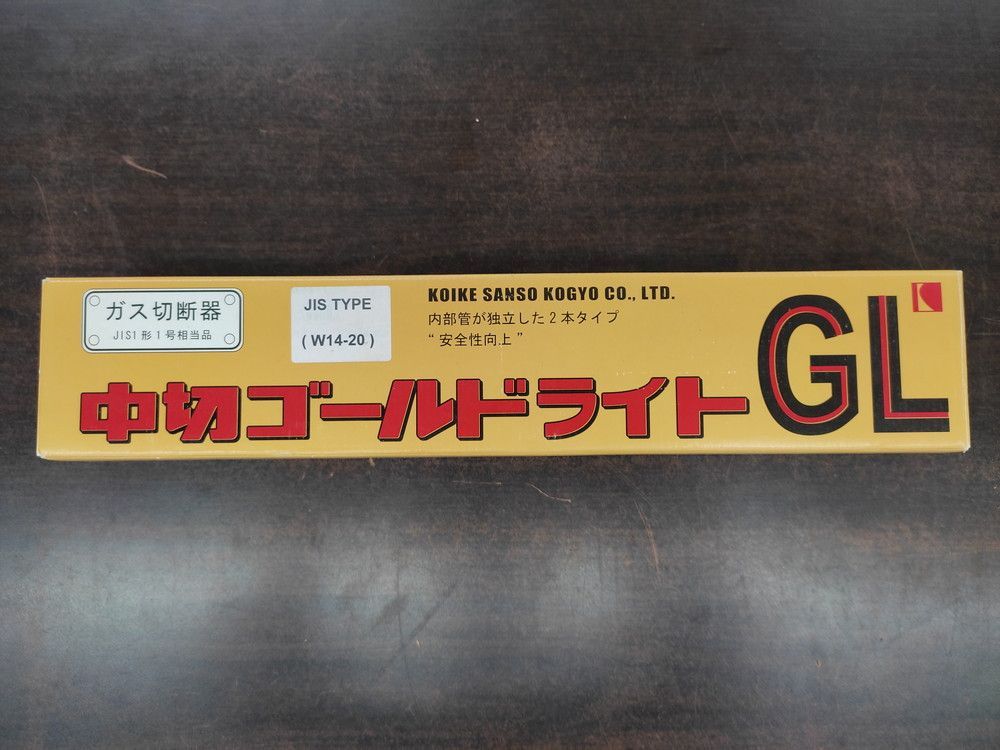 ガス切断器
JIS1形1号相当品
JIS TYPE
( W14-20 )
KOIKE SANSO KOGYO CO., LTD.
内部管が独立した2本タイプ
“安全性向上”
中切ゴールドライト
GL